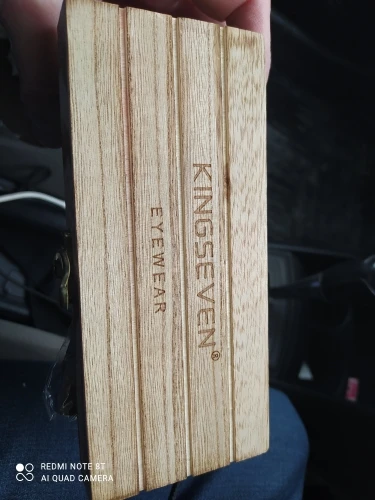 KINGSEVEN®
EYEWEAR
REDMI NOTE 8T
AI QUAD CAMERA